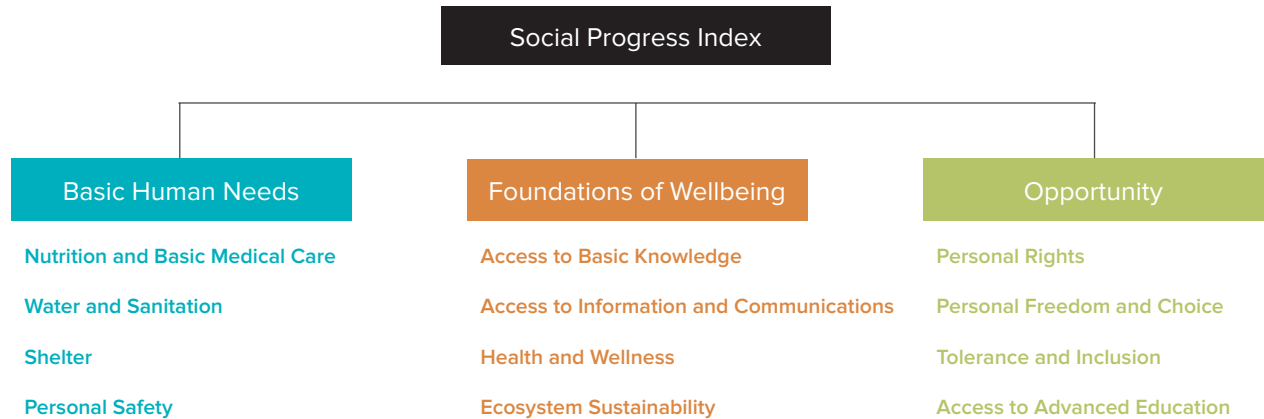 Social Progress Index
Basic Human Needs
Nutrition and Basic Medical Care
Water and Sanitation
Shelter
Personal Safety
Foundations of Wellbeing
Access to Basic Knowledge
Access to Information and Communications
Health and Wellness
Ecosystem Sustainability
Opportunity
Personal Rights
Personal Freedom and Choice
Tolerance and Inclusion
Access to Advanced Education